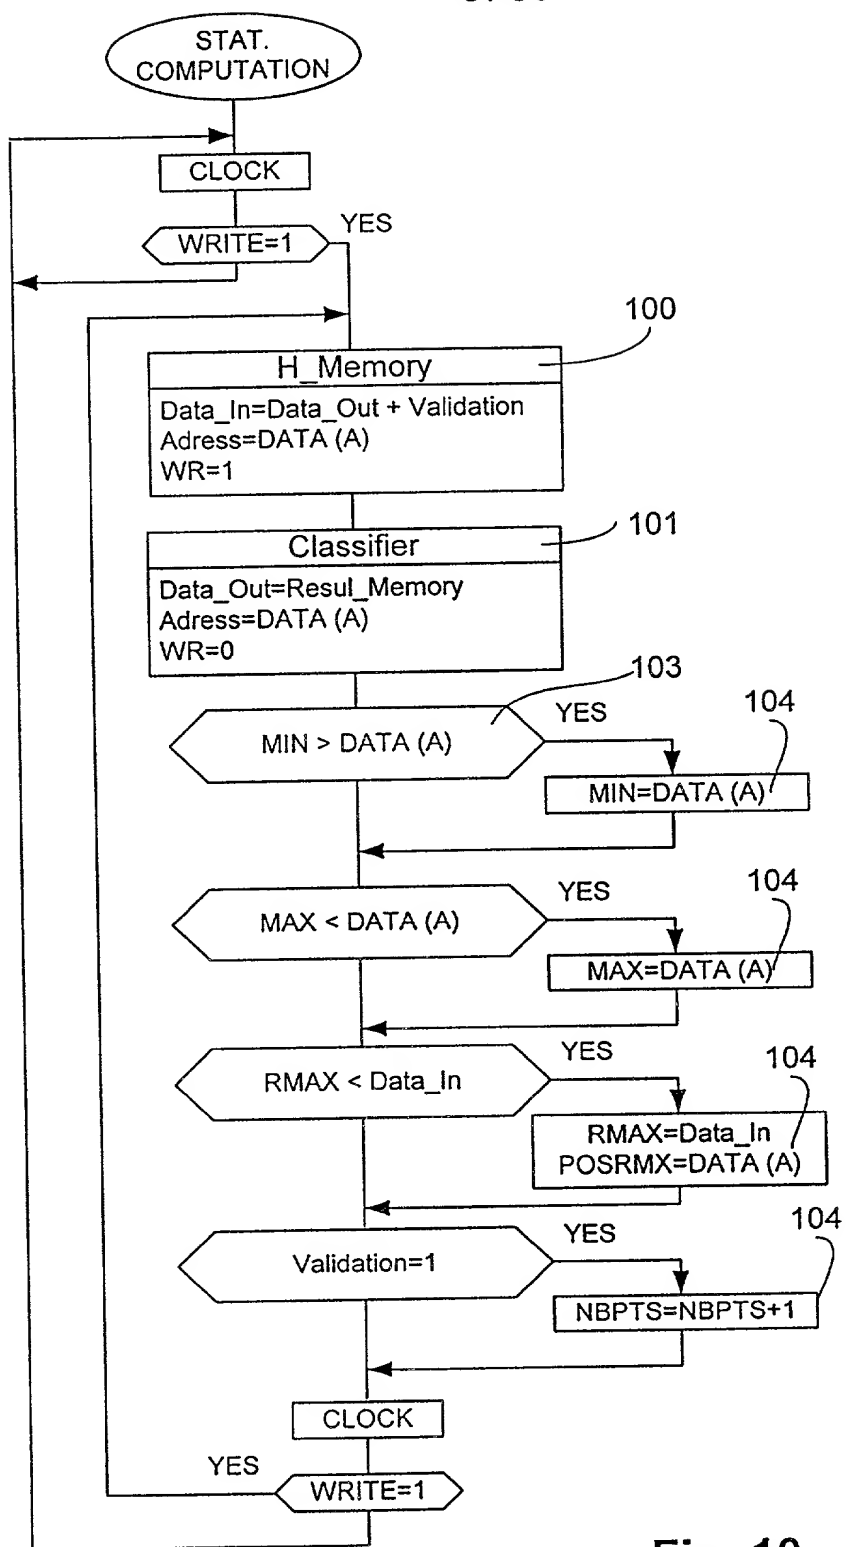 STAT.
COMPUTATION
CLOCK
WRITE=1
YES
100
H_Memory
Data_In=Data_Out + Validation
Adress=DATA (A)
WR=1
101
Classifier
Data_Out=Resul_Memory
Adress=DATA (A)
WR=0
103
MIN > DATA (A)
YES
104
MIN=DATA (A)
MAX < DATA (A)
YES
104
MAX=DATA (A)
RMAX < Data_In
YES
104
RMAX=Data_In
POSRMX=DATA (A)
Validation=1
YES
104
NBPTS=NBPTS+1
CLOCK
YES
WRITE=1